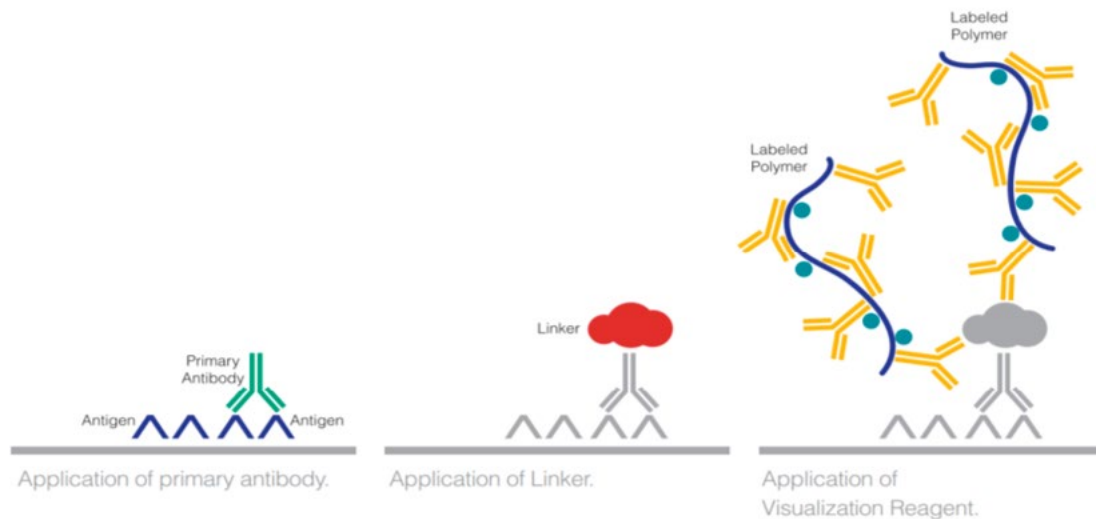 Labeled
Polymer
Labeled
Polymer
Linker
Primary
Antibody
Antigen
Antigen
Application of primary antibody.
Application of Linker.
Application of
Visualization Reagent.